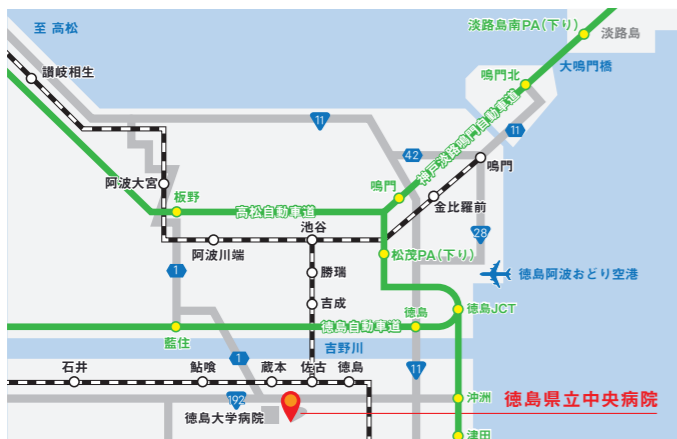 至 高松
淡路島南PA(下り)
淡路島
讃岐相生
鳴門北
大鳴門橋
11
11
神戸淡路鳴門自動車道
42
鳴門
阿波大宮
板野
高松自動車道
鳴門
金比羅前
池谷
28
阿波川端
松茂PA(下り)
1
勝瑞
徳島阿波おどり空港
吉成
徳島JCT
徳島自動車道
徳島
藍住
吉野川
1
11
石井
鮎喰
蔵本
佐古
徳島
192
徳島大学病院
沖洲
徳島県立中央病院
津田